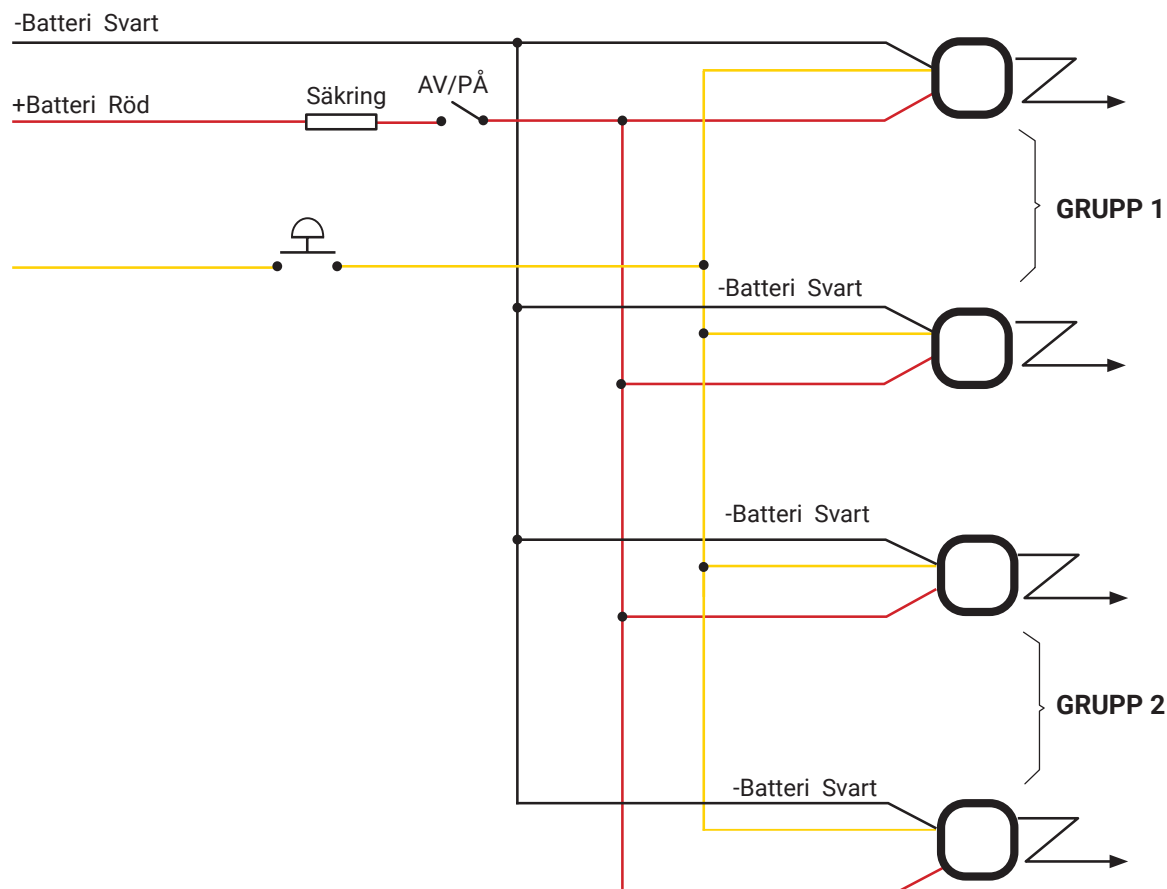 -Batteri Svart
+Batteri Röd
Säkring
AV/PÅ
GRUPP 1
-Batteri Svart
-Batteri Svart
GRUPP 2
-Batteri Svart